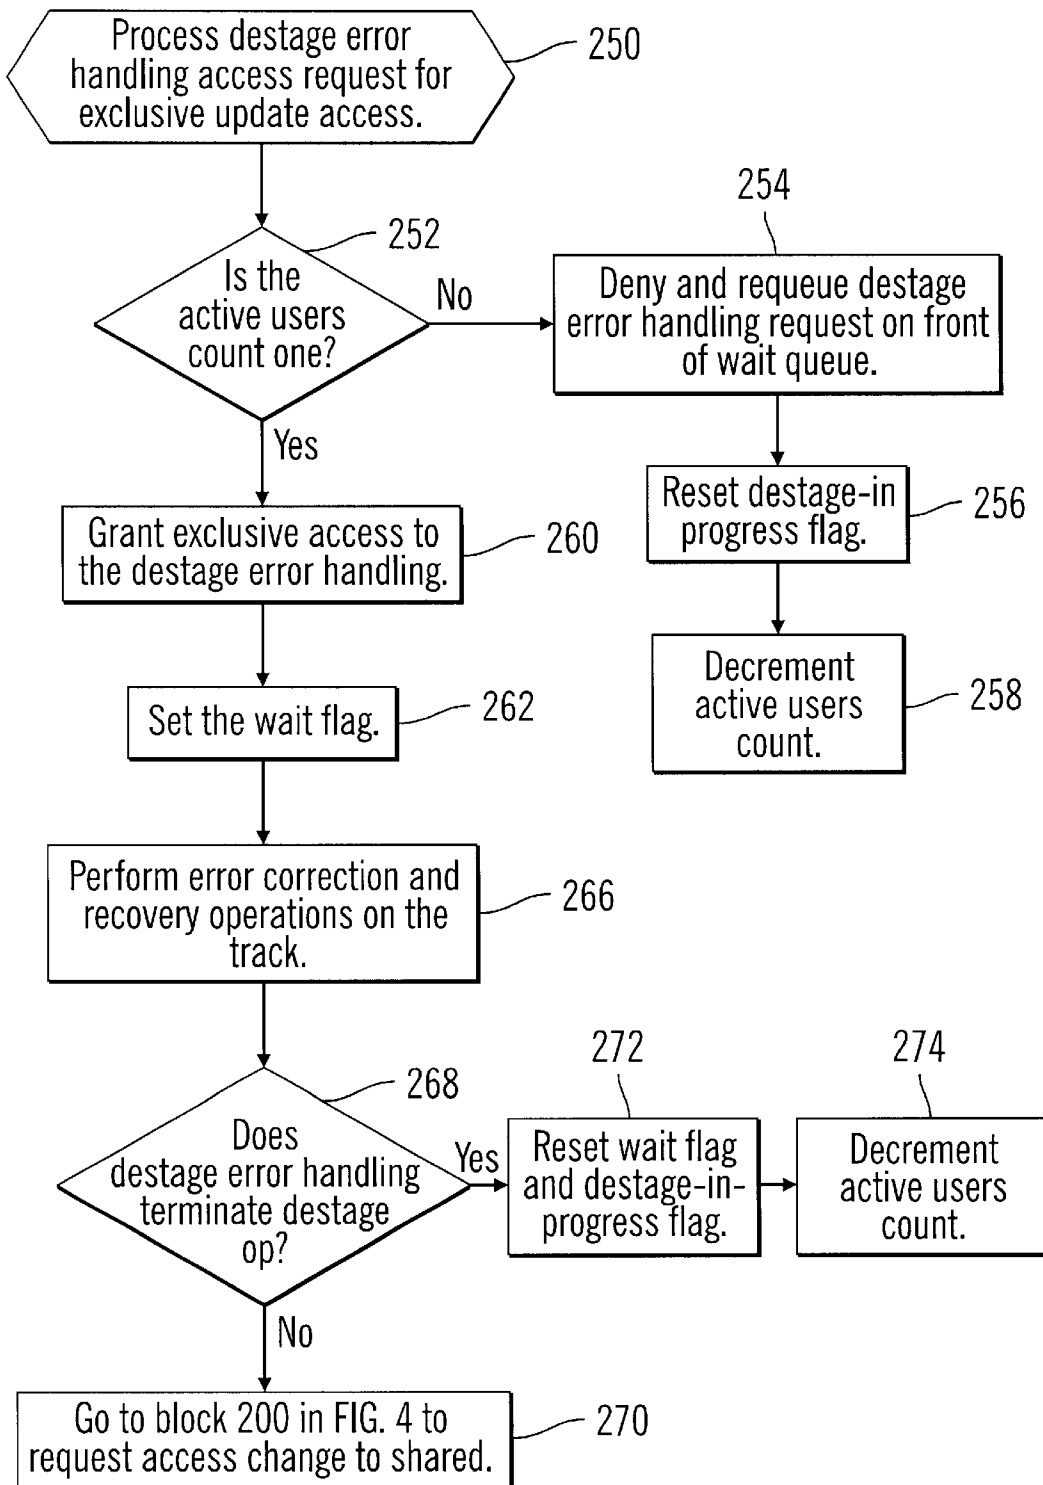 Process destage error
handling access request for
exclusive update access.
250
252
Is the
active users
count one?
No
254
Deny and requeue destage
error handling request on front
of wait queue.
Yes
Reset destage-in
progress flag.
256
Grant exclusive access to
the destage error handling.
260
Decrement
active users
count.
258
Set the wait flag.
262
Perform error correction and
recovery operations on the
track.
266
268
Does
destage error handling
terminate destage
op?
Yes
272
Reset wait flag
and destage-in-
progress flag.
274
Decrement
active users
count.
No
Go to block 200 in FIG. 4 to
request access change to shared.
270